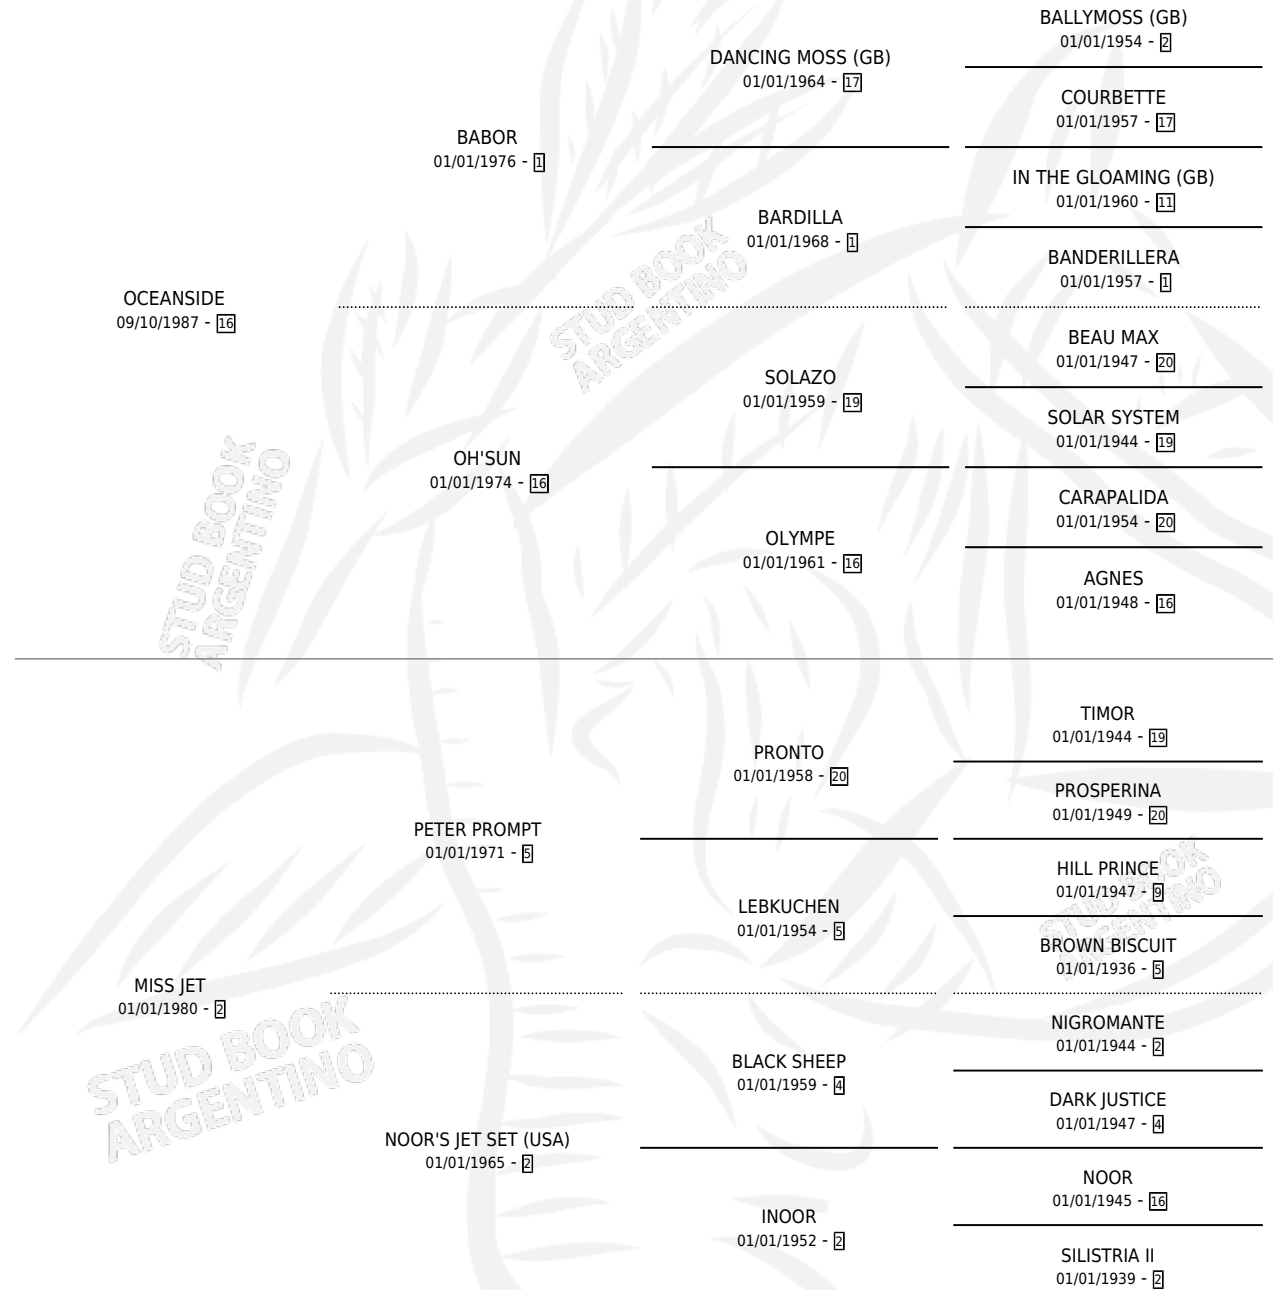 BALLYMOSS (GB)
01/01/1954 - 2
DANCING MOSS (GB)
01/01/1964 - 17
COURBETTE
01/01/1957 - 17
BABOR
01/01/1976 - 1
IN THE GLOAMING (GB)
01/01/1960 - 11
BARDILLA
01/01/1968 - 1
BANDERILLERA
01/01/1957 - 1
OCEANSIDE
09/10/1987 - 16
BEAU MAX
01/01/1947 - 20
SOLAZO
01/01/1959 - 19
SOLAR SYSTEM
01/01/1944 - 19
OH'SUN
01/01/1974 - 16
CARAPALIDA
01/01/1954 - 20
OLYMPE
01/01/1961 - 16
AGNES
01/01/1948 - 16
STUD BOOK
ARGENTINO
STUD BOOK
ARGENTINO
TIMOR
01/01/1944 - 19
PRONTO
01/01/1958 - 20
PROSPERINA
01/01/1949 - 20
PETER PROMPT
01/01/1971 - 5
HILL PRINCE
01/01/1947 - 9
LEBKUCHEN
01/01/1954 - 5
BROWN BISCUIT
01/01/1936 - 5
STUD BOOK
ARGENTINO
MISS JET
01/01/1980 - 2
NIGROMANTE
01/01/1944 - 2
BLACK SHEEP
01/01/1959 - 4
DARK JUSTICE
01/01/1947 - 4
NOOR'S JET SET (USA)
01/01/1965 - 2
NOOR
01/01/1945 - 16
INOOR
01/01/1952 - 2
SILISTRIA II
01/01/1939 - 2
STUD BOOK
ARGENTINO